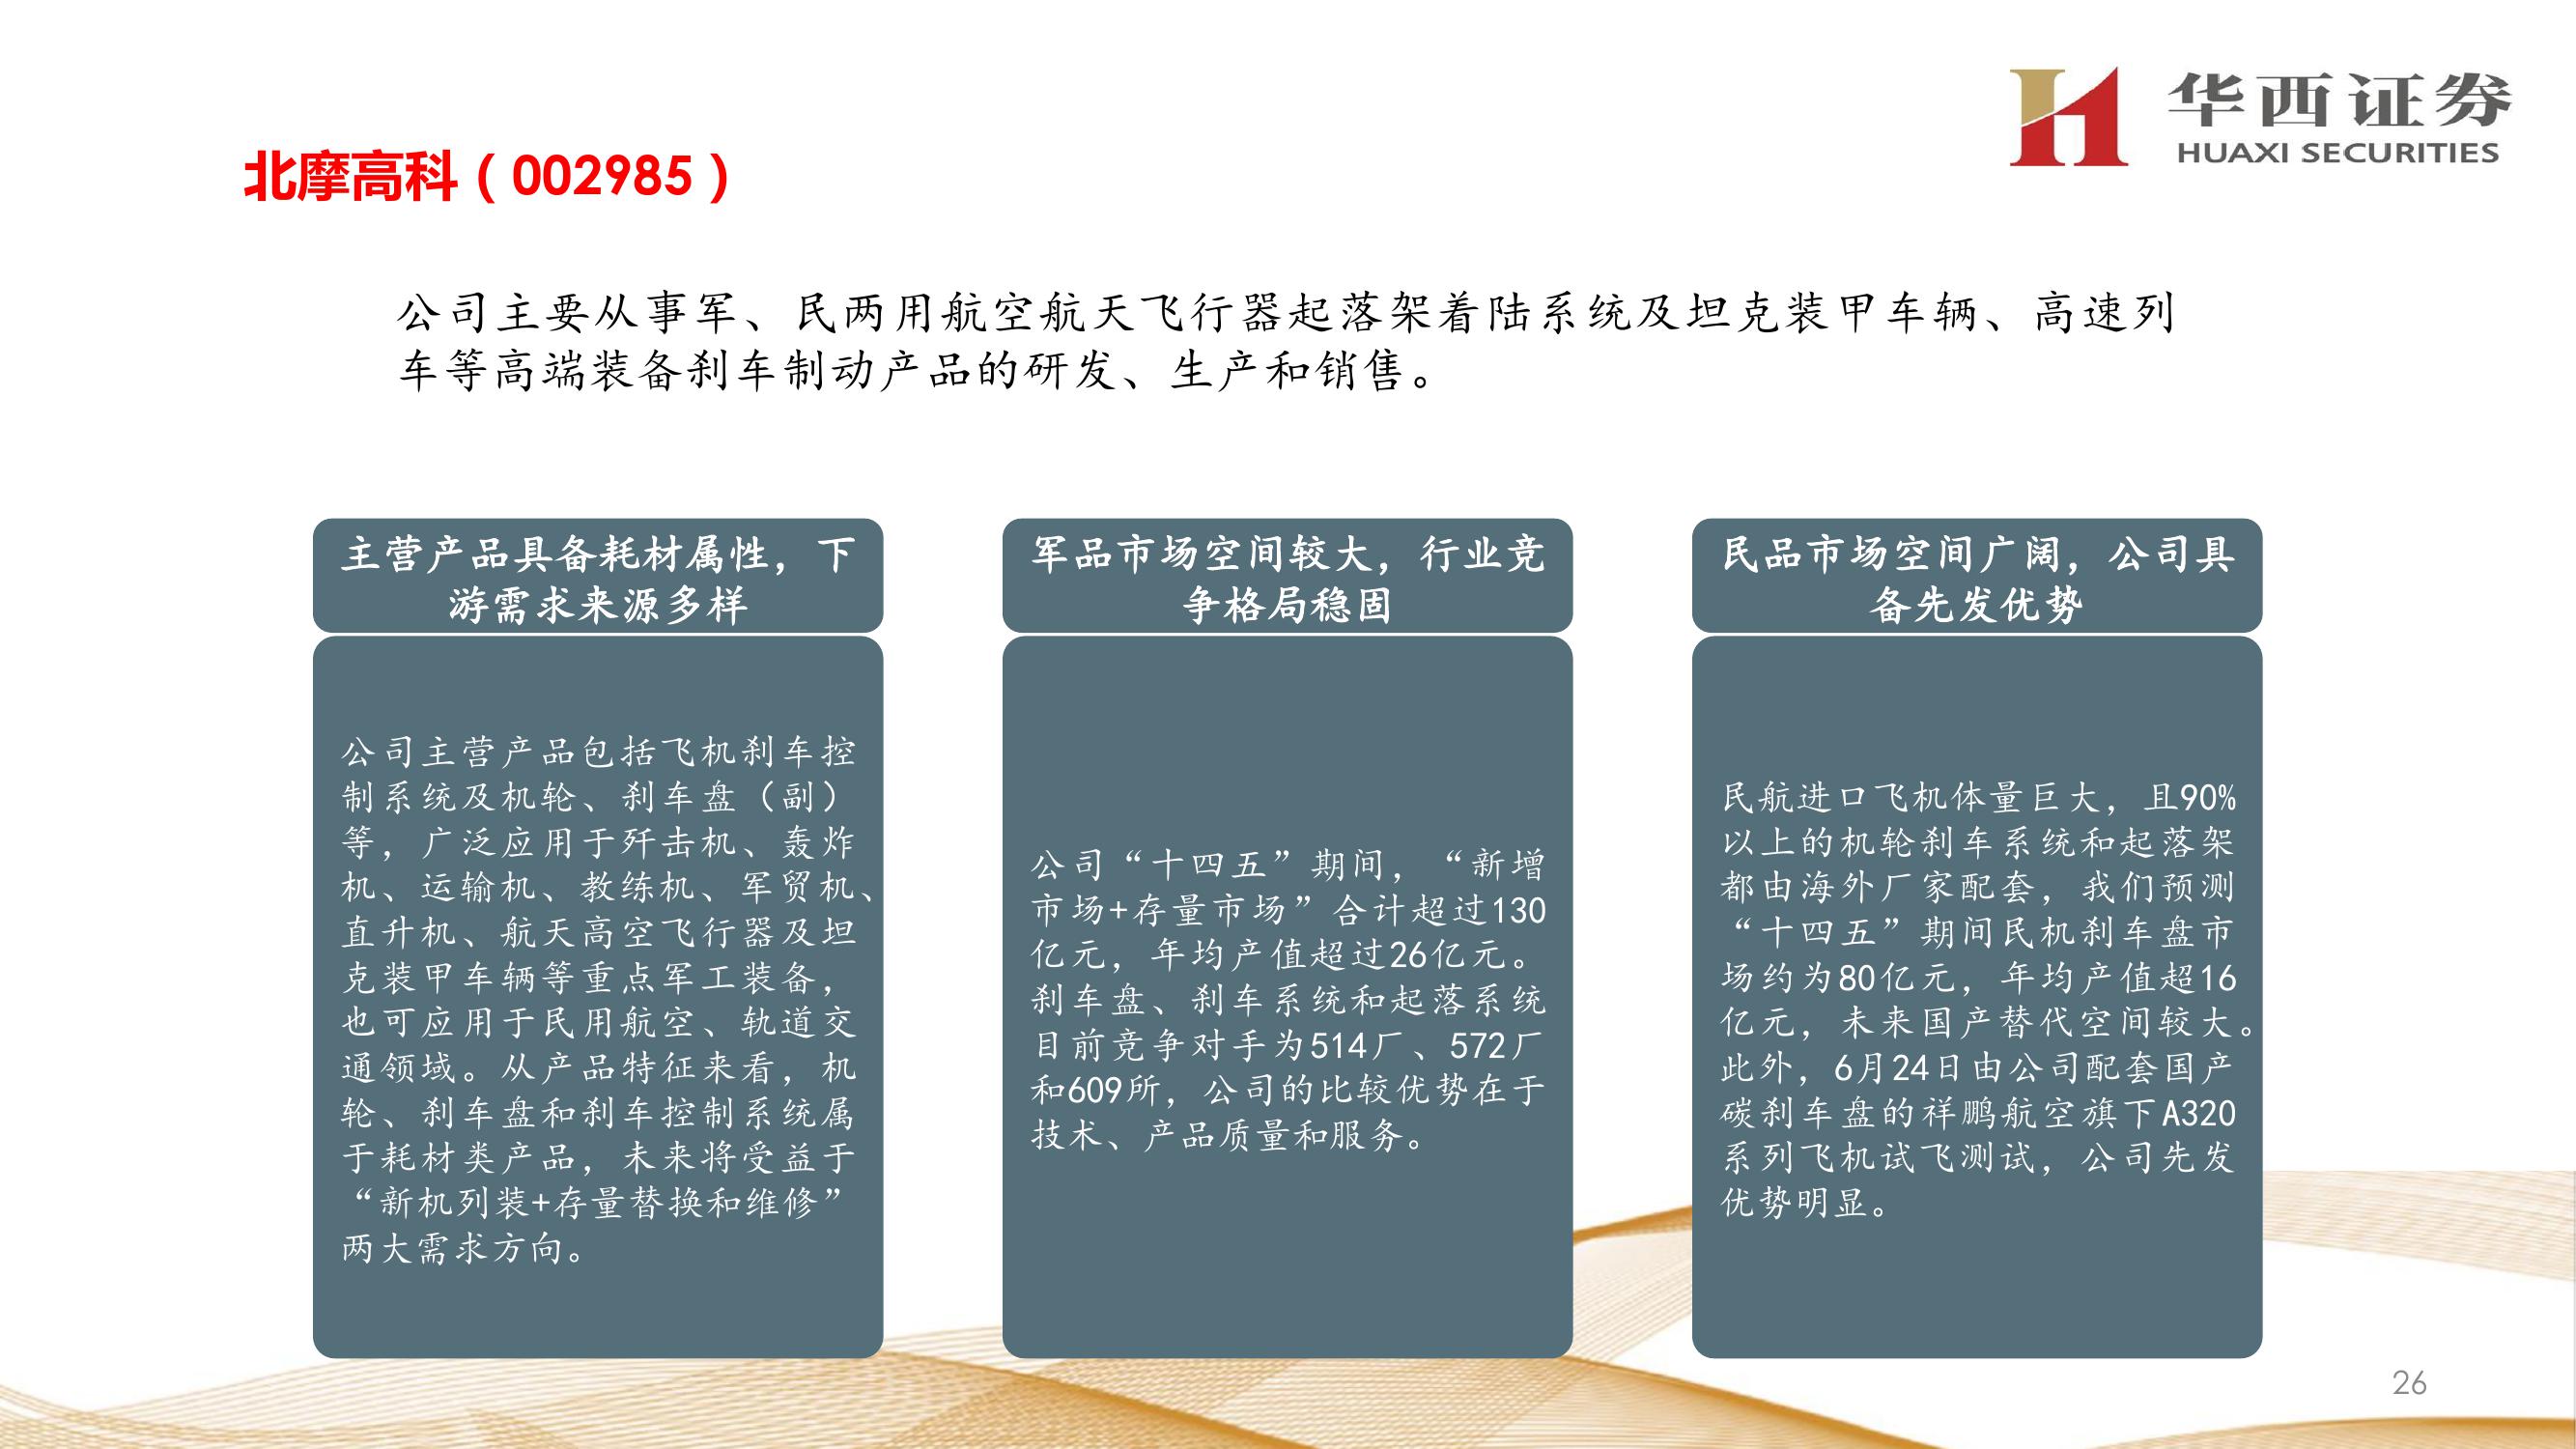 华西证券
HUAXI SECURITIES
北摩高科（002985）
公司主要从事军、民两用航空航天飞行器起落架着陆系统及坦克装甲车辆、高速列
车等高端装备刹车制动产品的研发、生产和销售。
主营产品具备耗材属性，下
游需求来源多样
公司主营产品包括飞机刹车控
制系统及机轮、刹车盘（副）
等，广泛应用于歼击机、轰炸
机、运输机、教练机、军贸机、
直升机、航天高空飞行器及坦
克装甲车辆等重点军工装备，
也可应用于民用航空、轨道交
通领域。从产品特征来看，机
轮、刹车盘和刹车控制系统属
于耗材类产品，未来将受益于
“新机列装+存量替换和维修”
两大需求方向。
军品市场空间较大，行业竞
争格局稳固
公司“十四五”期间，“新增
市场+存量市场”合计超过130
亿元，年均产值超过26亿元。
刹车盘、刹车系统和起落系统
目前竞争对手为514厂、572厂
和609所，公司的比较优势在于
技术、产品质量和服务。
民品市场空间广阔，公司具
备先发优势
民航进口飞机体量巨大，且90%
以上的机轮刹车系统和起落架
都由海外厂家配套，我们预测
“十四五”期间民机刹车盘市
场约为80亿元，年均产值超16
亿元，未来国产替代空间较大。
此外，6月24日由公司配套国产
碳刹车盘的祥鹏航空旗下A320
系列飞机试飞测试，公司先发
优势明显。
26